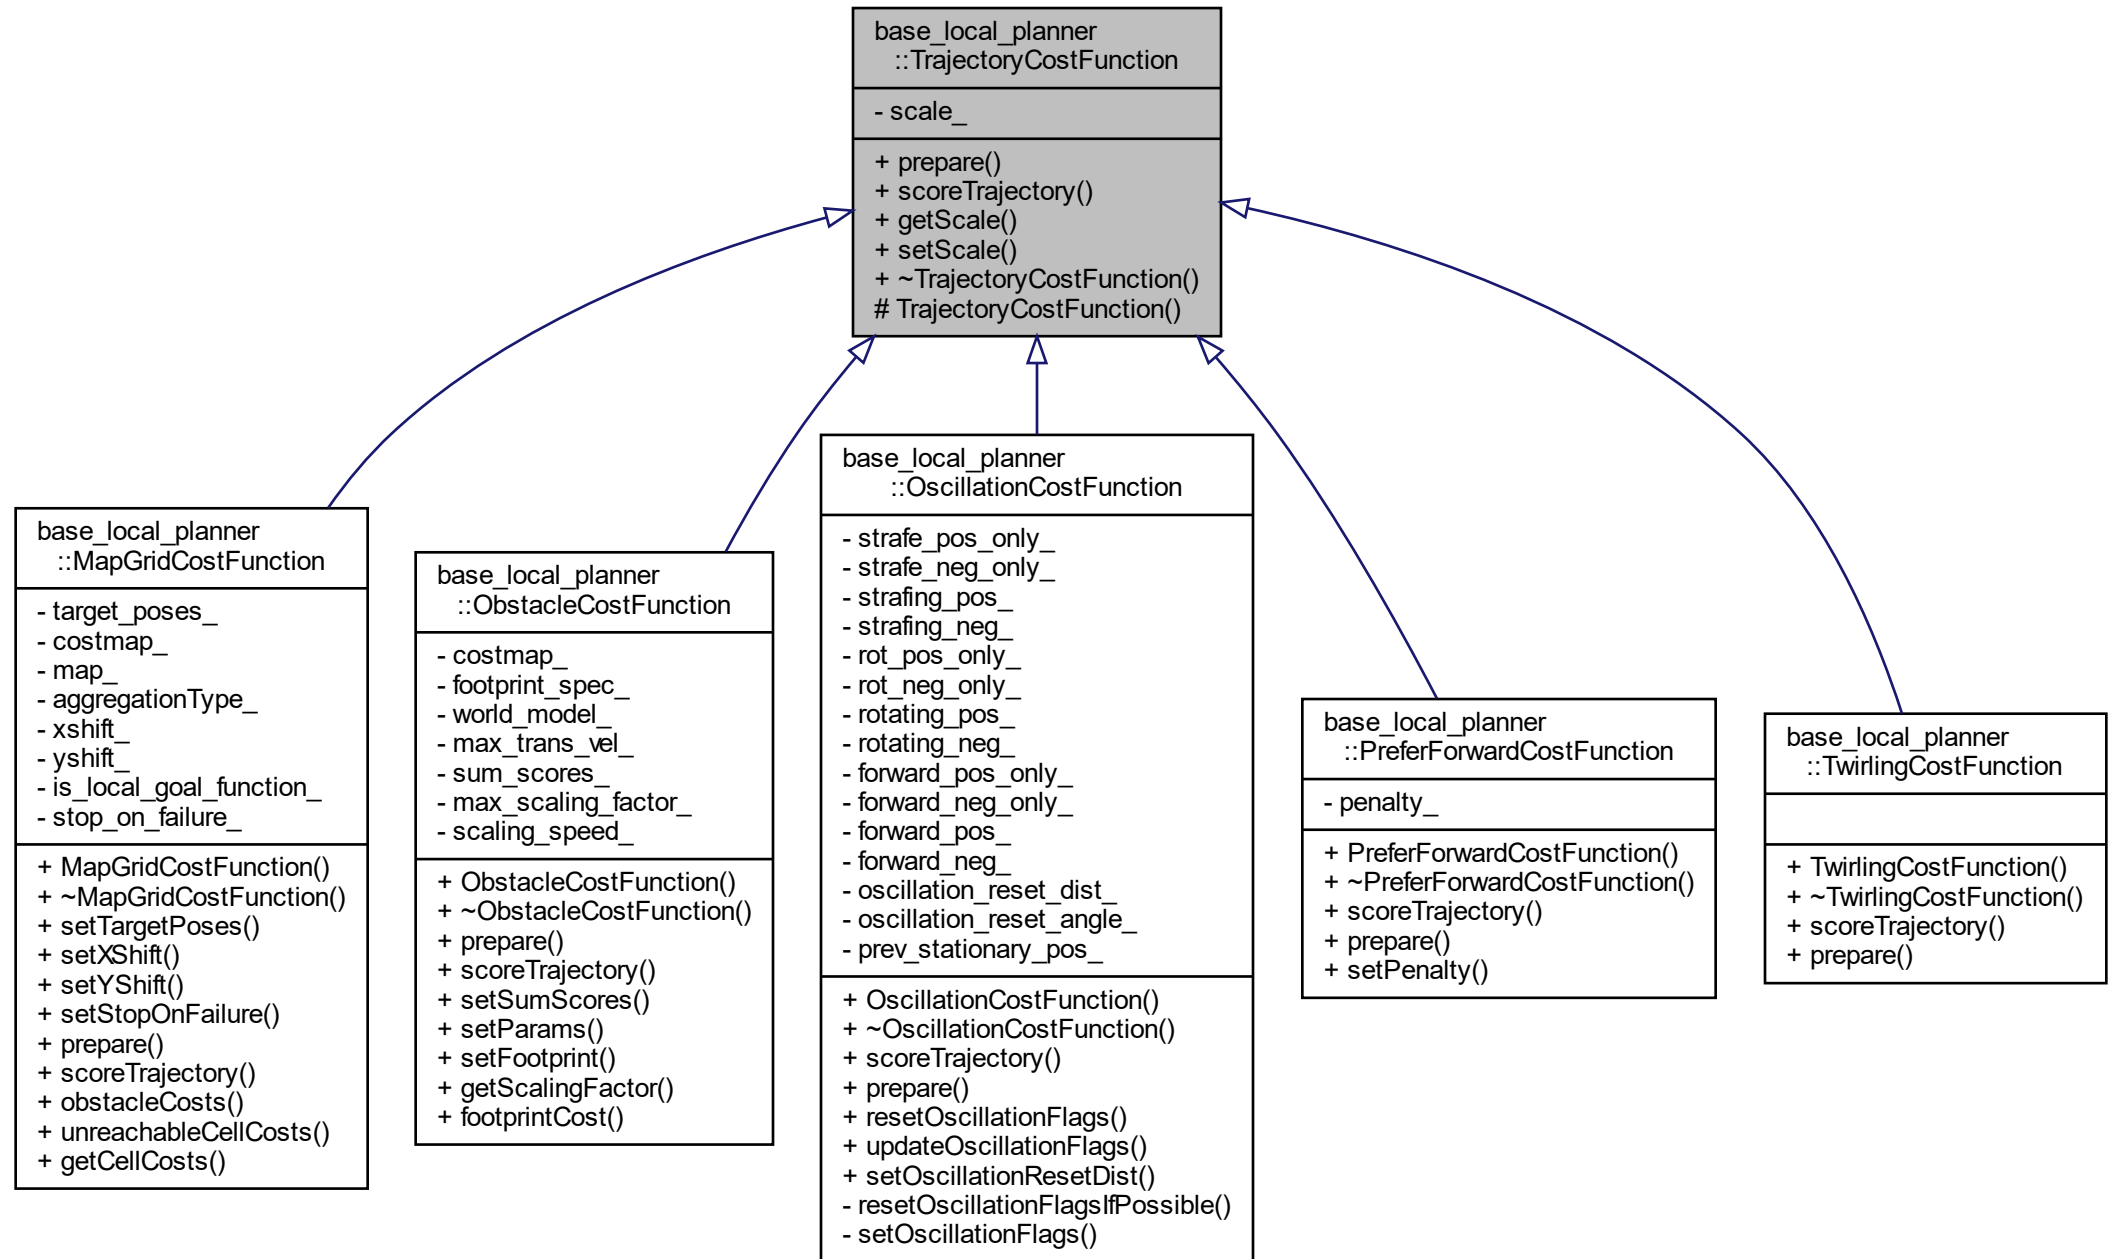 base_local_planner
::TrajectoryCostFunction
- scale_
+ prepare()
+ scoreTrajectory()
+ getScale()
+ setScale()
+ ~TrajectoryCostFunction()
# TrajectoryCostFunction()
base_local_planner
::MapGridCostFunction
- target_poses_
- costmap_
- map_
- aggregationType_
- xshift_
- yshift_
- is_local_goal_function_
- stop_on_failure_
+ MapGridCostFunction()
+ ~MapGridCostFunction()
+ setTargetPoses()
+ setXShift()
+ setYShift()
+ setStopOnFailure()
+ prepare()
+ scoreTrajectory()
+ obstacleCosts()
+ unreachableCellCosts()
+ getCellCosts()
base_local_planner
::ObstacleCostFunction
- costmap_
- footprint_spec_
- world_model_
- max_trans_vel_
- sum_scores_
- max_scaling_factor_
- scaling_speed_
+ ObstacleCostFunction()
+ ~ObstacleCostFunction()
+ prepare()
+ scoreTrajectory()
+ setSumScores()
+ setParams()
+ setFootprint()
+ getScalingFactor()
+ footprintCost()
base_local_planner
::OscillationCostFunction
- strafe_pos_only_
- strafe_neg_only_
- strafing_pos_
- strafing_neg_
- rot_pos_only_
- rot_neg_only_
- rotating_pos_
- rotating_neg_
- forward_pos_only_
- forward_neg_only_
- forward_pos_
- forward_neg_
- oscillation_reset_dist_
- oscillation_reset_angle_
- prev_stationary_pos_
+ OscillationCostFunction()
+ ~OscillationCostFunction()
+ scoreTrajectory()
+ prepare()
+ resetOscillationFlags()
+ updateOscillationFlags()
+ setOscillationResetDist()
- resetOscillationFlagsIfPossible()
- setOscillationFlags()
base_local_planner
::PreferForwardCostFunction
- penalty_
+ PreferForwardCostFunction()
+ ~PreferForwardCostFunction()
+ scoreTrajectory()
+ prepare()
+ setPenalty()
base_local_planner
::TwirlingCostFunction
+ TwirlingCostFunction()
+ ~TwirlingCostFunction()
+ scoreTrajectory()
+ prepare()